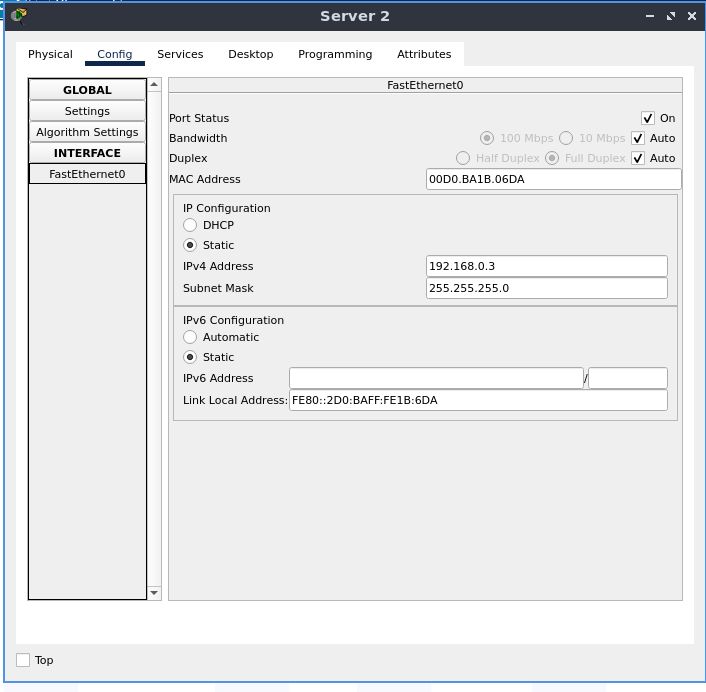 Server 2
Physical Config Services Desktop Programming Attributes
GLOBAL
Settings
Algorithm Settings
INTERFACE
FastEthernet0
FastEthernet0
Port Status On
Bandwidth 100 Mbps 10 Mbps Auto
Duplex Half Duplex Full Duplex Auto
MAC Address 00D0.BA1B.06DA
IP Configuration
DHCP
Static
IPv4 Address 192.168.0.3
Subnet Mask 255.255.255.0
IPv6 Configuration
Automatic
Static
IPv6 Address /
Link Local Address: FE80::2D0:BAFF:FE1B:6DA
Top